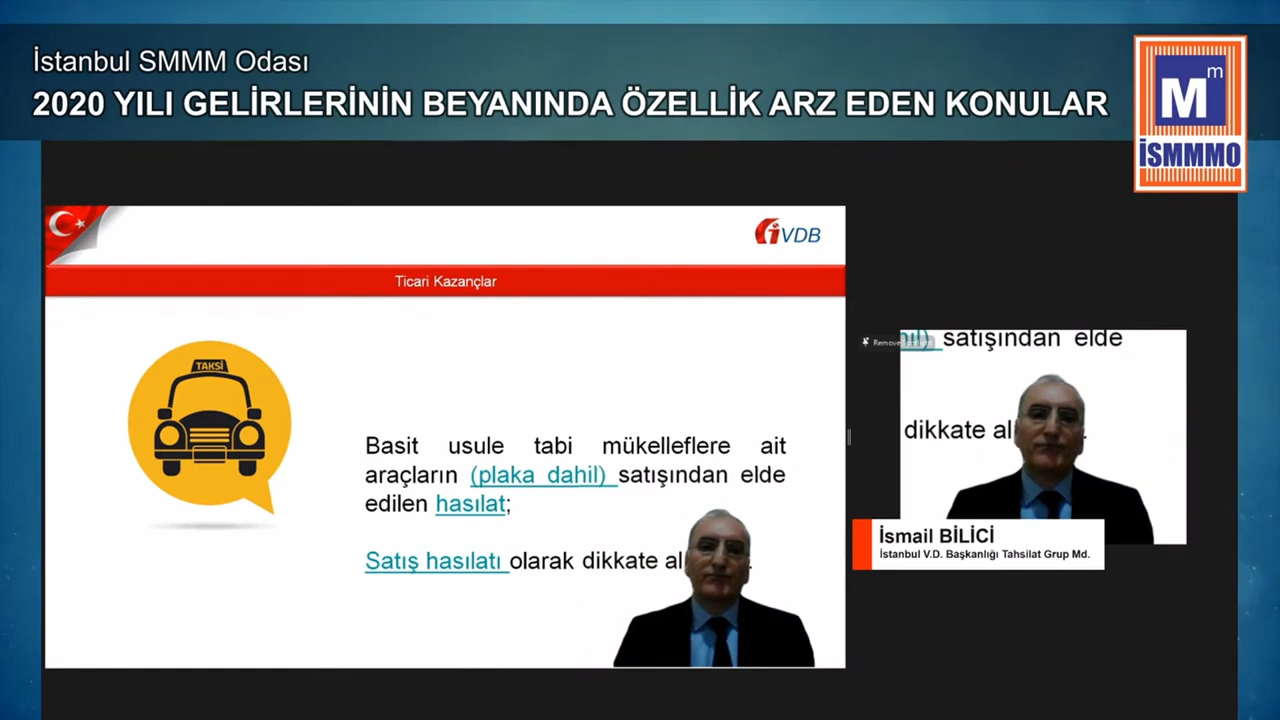 İstanbul SMMM Odası
2020 YILI GELİRLERİNİN BEYANINDA ÖZELLİK ARZ EDEN KONULAR
Mm
İSMMMO
İVDB
Ticari Kazançlar
TAKSİ
Basit usule tabi mükelleflere ait
araçların (plaka dahil) satışından elde
edilen hasılat;
Satış hasılatı olarak dikkate al
satışından elde
dikkate al
Remove
İsmail BİLİCİ
İstanbul V.D. Başkanlığı Tahsilat Grup Md.